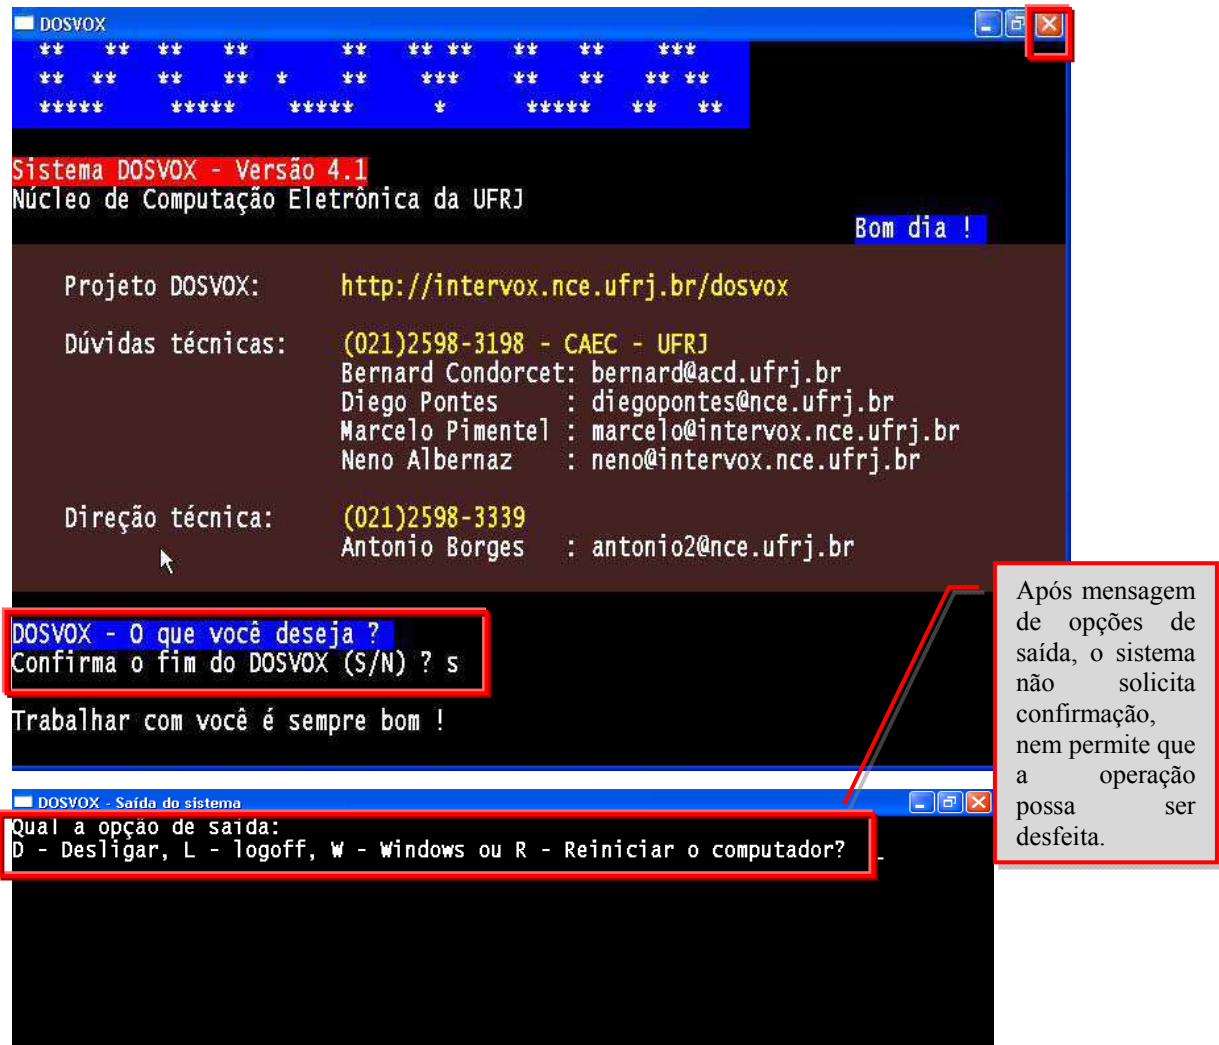 DOSVOX
** ** ** ** ** ** ** ** ** ***
** ** ** ** * ** *** ** ** ** **
***** ***** ***** * ***** ** **
Sistema DOSVOX - Versão 4.1
Núcleo de Computação Eletrônica da UFRJ
Bom dia !
Projeto DOSVOX: http://intervox.nce.ufrj.br/dosvox
Dúvidas técnicas: (021)2598-3198 - CAEC - UFRJ
Bernard Condorcet: bernard@acd.ufrj.br
Diego Pontes : diegopontes@nce.ufrj.br
Marcelo Pimentel : marcelo@intervox.nce.ufrj.br
Neno Albernaz : neno@intervox.nce.ufrj.br
Direção técnica: (021)2598-3339
Antonio Borges : antonio2@nce.ufrj.br
DOSVOX - O que você deseja ?
Confirma o fim do DOSVOX (S/N) ? s
Trabalhar com você é sempre bom !
Após mensagem
de opções de
saída, o sistema
não solicita
confirmação,
nem permite que
a operação
possa ser
desfeita.
DOSVOX - Saída do sistema
Qual a opção de saída:
D - Desligar, L - logoff, W - Windows ou R - Reiniciar o computador? _